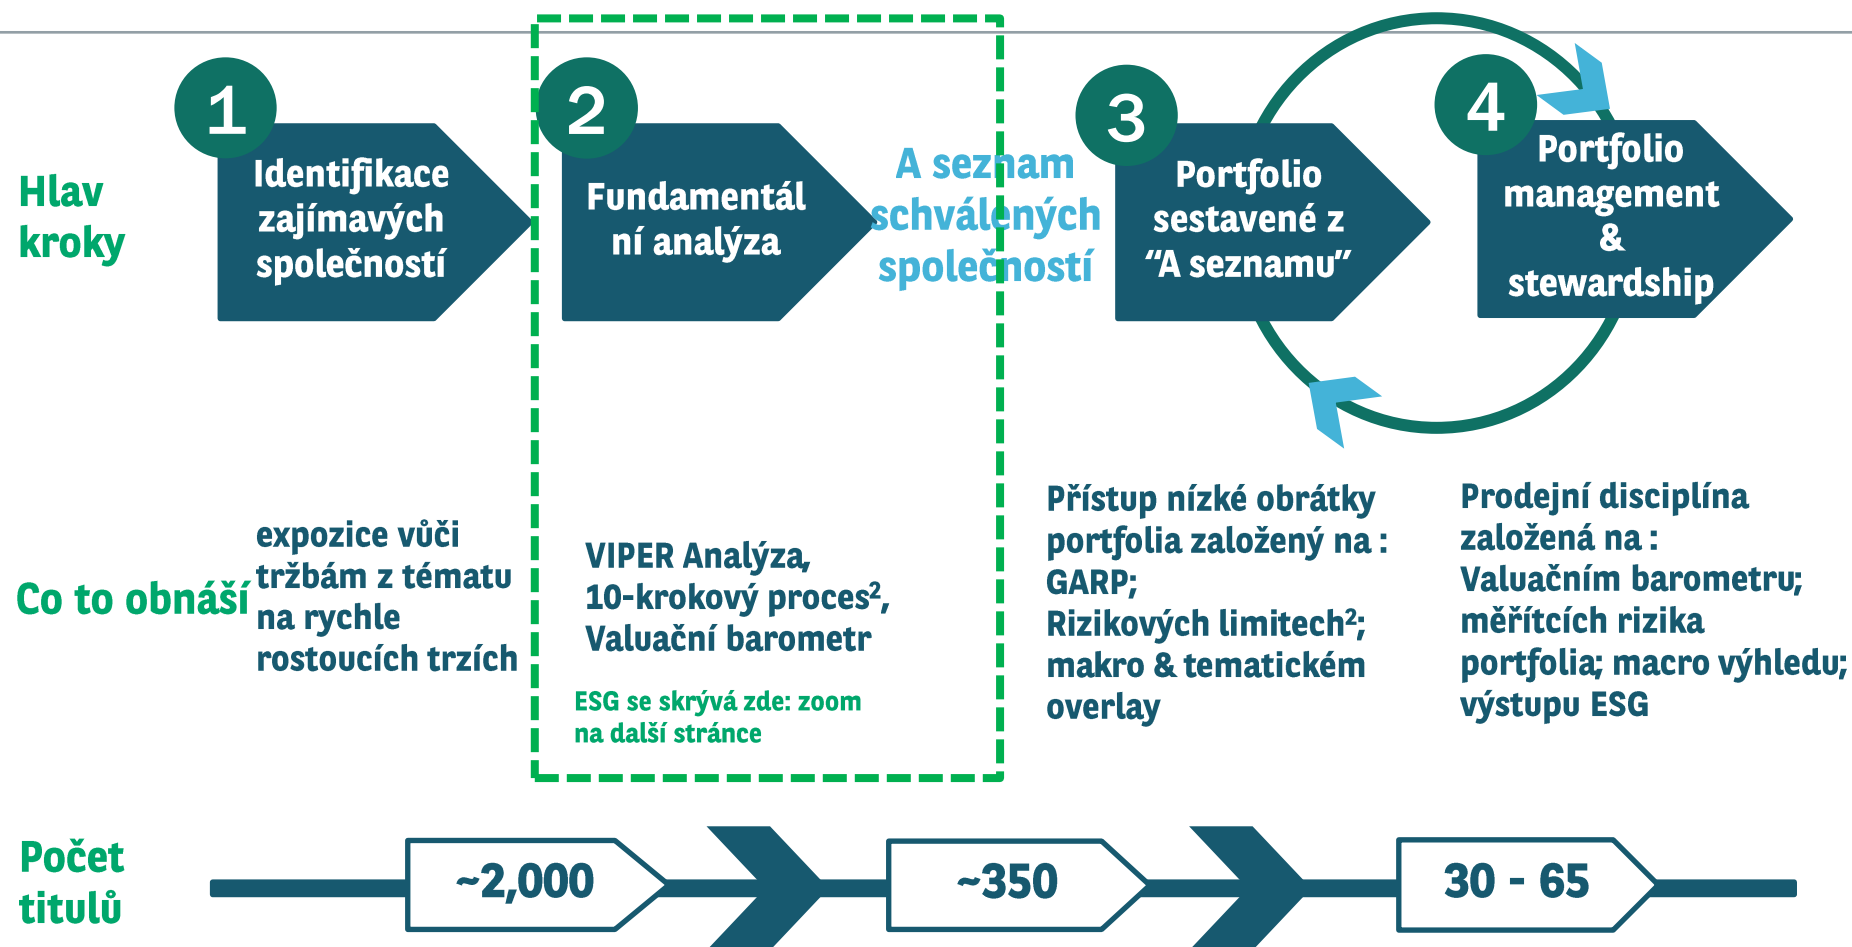 Hlav
kroky
1
Identifikace
zajímavých
společností
2
Fundamentál
ní analýza
A seznam
schválených
společností
3
Portfolio
sestavené z
“A seznamu”
4
Portfolio
management
&
stewardship
Co to obnáší
expozice vůči
tržbám z tématu
na rychle
rostoucích trzích
VIPER Analýza,
10-krokový proces²,
Valuační barometr
ESG se skrývá zde: zoom
na další stránce
Přístup nízké obrátky
portfolia založený na :
GARP;
Rizikových limitech²;
makro & tematickém
overlay
Prodejní disciplína
založená na :
Valuačním barometru;
měřítcích rizika
portfolia; macro výhledu;
výstupu ESG
Počet
titulů
~2,000
~350
30 - 65